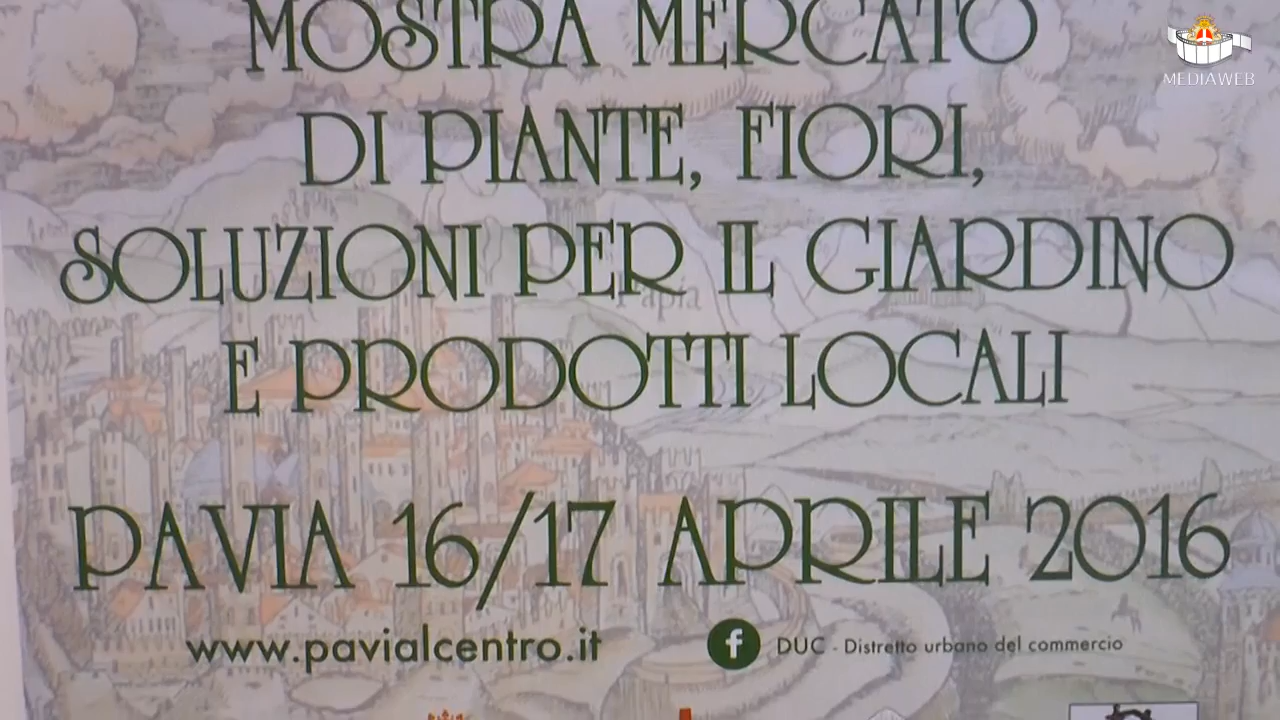 MOSTRA MERCATO
DI PIANTE, FIORI,
SOLUZIONI PER IL GIARDINO
E PRODOTTI LOCALI
Papia
PAVIA 16/17 APRILE 2016
www.pavialcentro.it
f DUC - Distretto urbano del commercio
MEDIAWEB